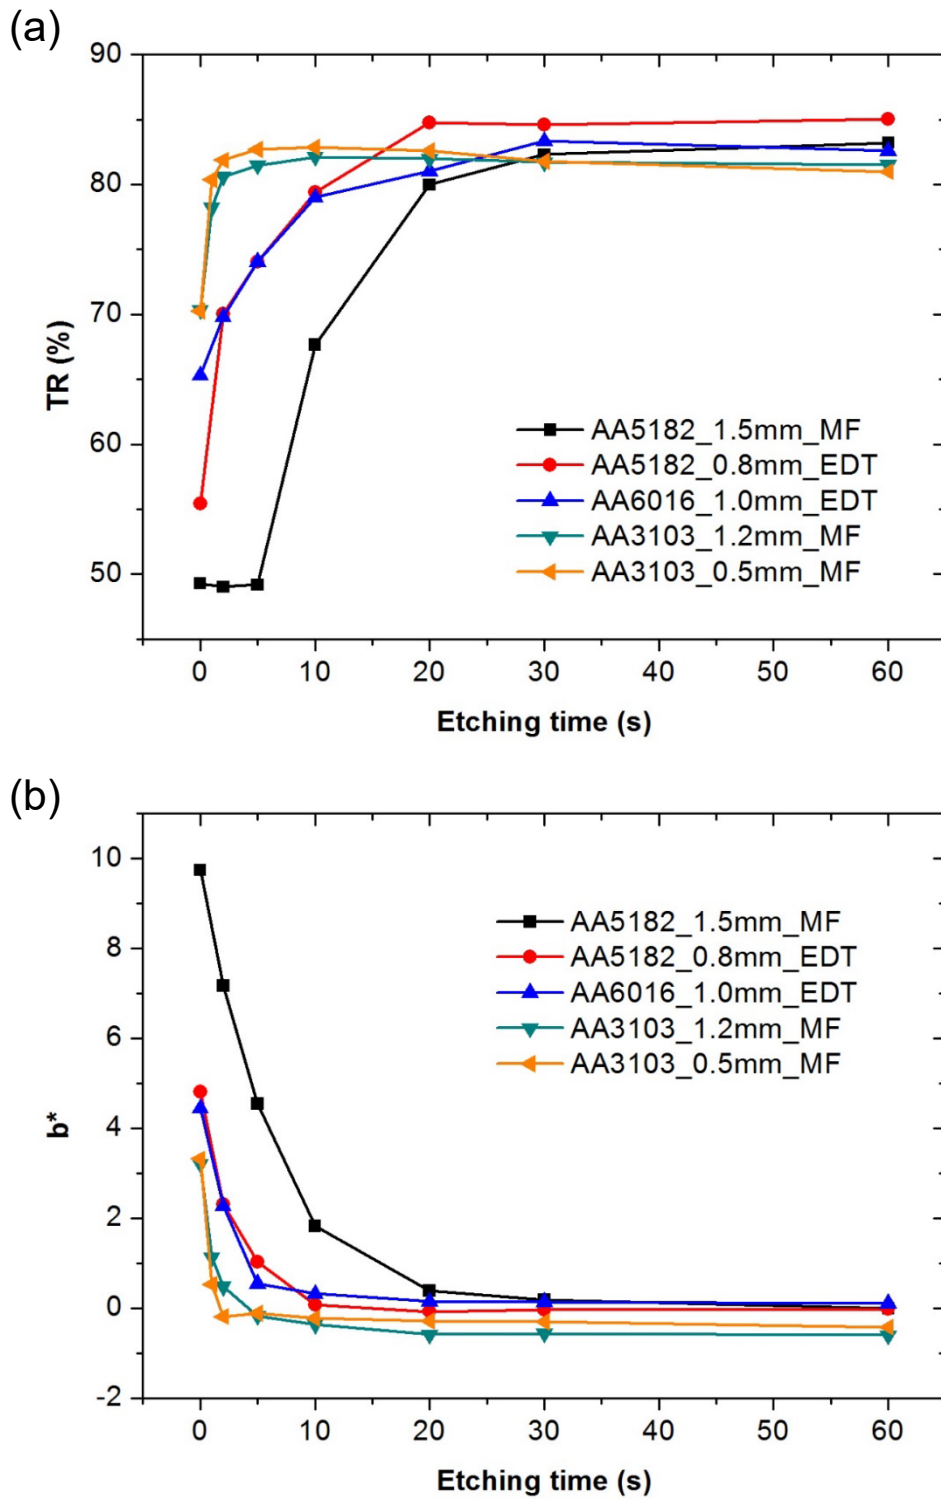 (a)
90
80
70
60
50
TR (%)
AA5182_1.5mm_MF
AA5182_0.8mm_EDT
AA6016_1.0mm_EDT
AA3103_1.2mm_MF
AA3103_0.5mm_MF
0 10 20 30 40 50 60
Etching time (s)
(b)
10
8
6
4
2
0
-2
b*
AA5182_1.5mm_MF
AA5182_0.8mm_EDT
AA6016_1.0mm_EDT
AA3103_1.2mm_MF
AA3103_0.5mm_MF
0 10 20 30 40 50 60
Etching time (s)